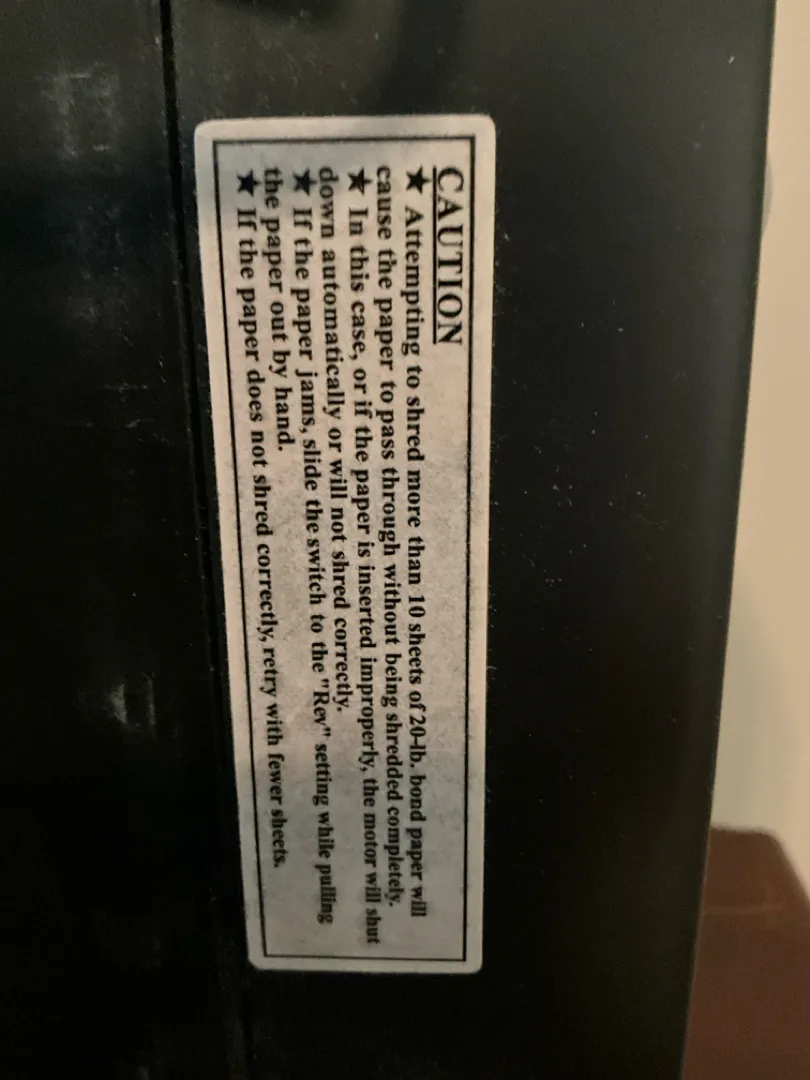 CAUTION
★ Attempting to shred more than 10 sheets of 20-lb. bond paper will
cause the paper to pass through without being shredded completely.
★ In this case, or if the paper is inserted improperly, the motor will shut
down automatically or will not shred correctly.
★ If the paper jams, slide the switch to the "Rev" setting while pulling
the paper out by hand.
★ If the paper does not shred correctly, retry with fewer sheets.